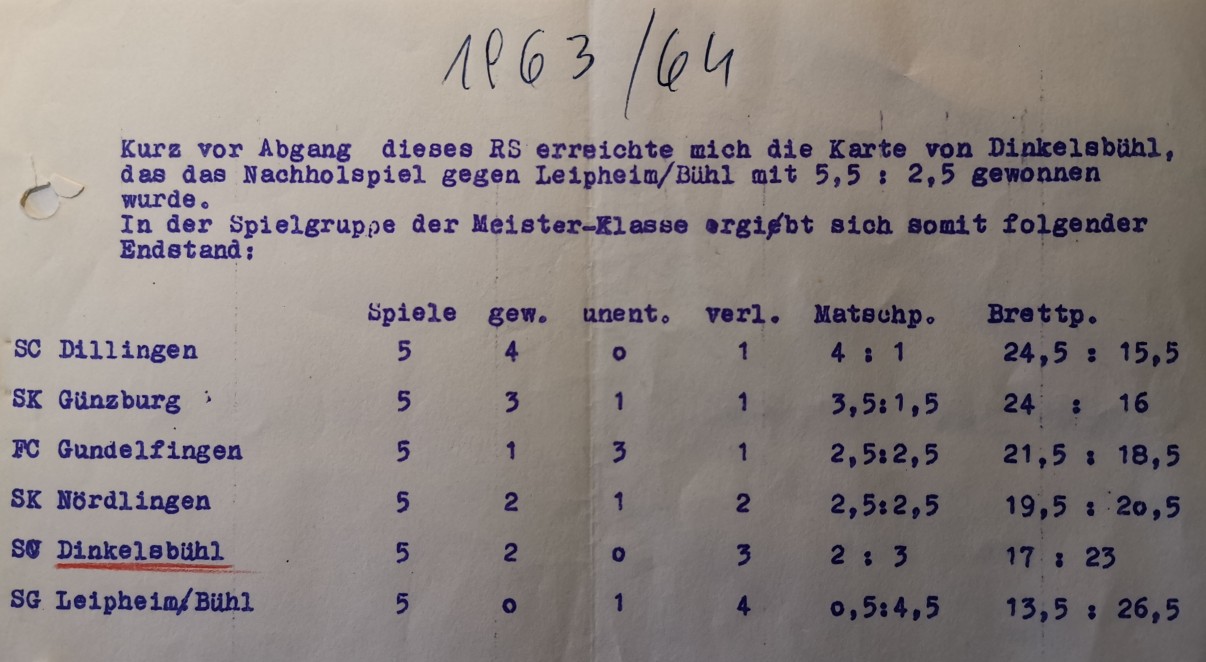 1963/64
Kurz vor Abgang dieses RS erreichte mich die Karte von Dinkelsbühl,
das das Nachholspiel gegen Leipheim/Bühl mit 5,5 : 2,5 gewonnen
wurde.
In der Spielgruppe der Meister-Klasse ergibt sich somit folgender
Endstand:
Spiele gew. unent. verl. Matschp. Brettp.
SC Dillingen 5 4 o 1 4 : 1 24,5 : 15,5
SK Günzburg 5 3 1 1 3,5:1,5 24 : 16
FC Gundelfingen 5 1 3 1 2,5:2,5 21,5 : 18,5
SK Nördlingen 5 2 1 2 2,5:2,5 19,5 : 2o,5
Dinkelsbühl 5 2 o 3 2 : 3 17 : 23
SG Leipheim/Bühl 5 o 1 4 o,5:4,5 13,5 : 26,5